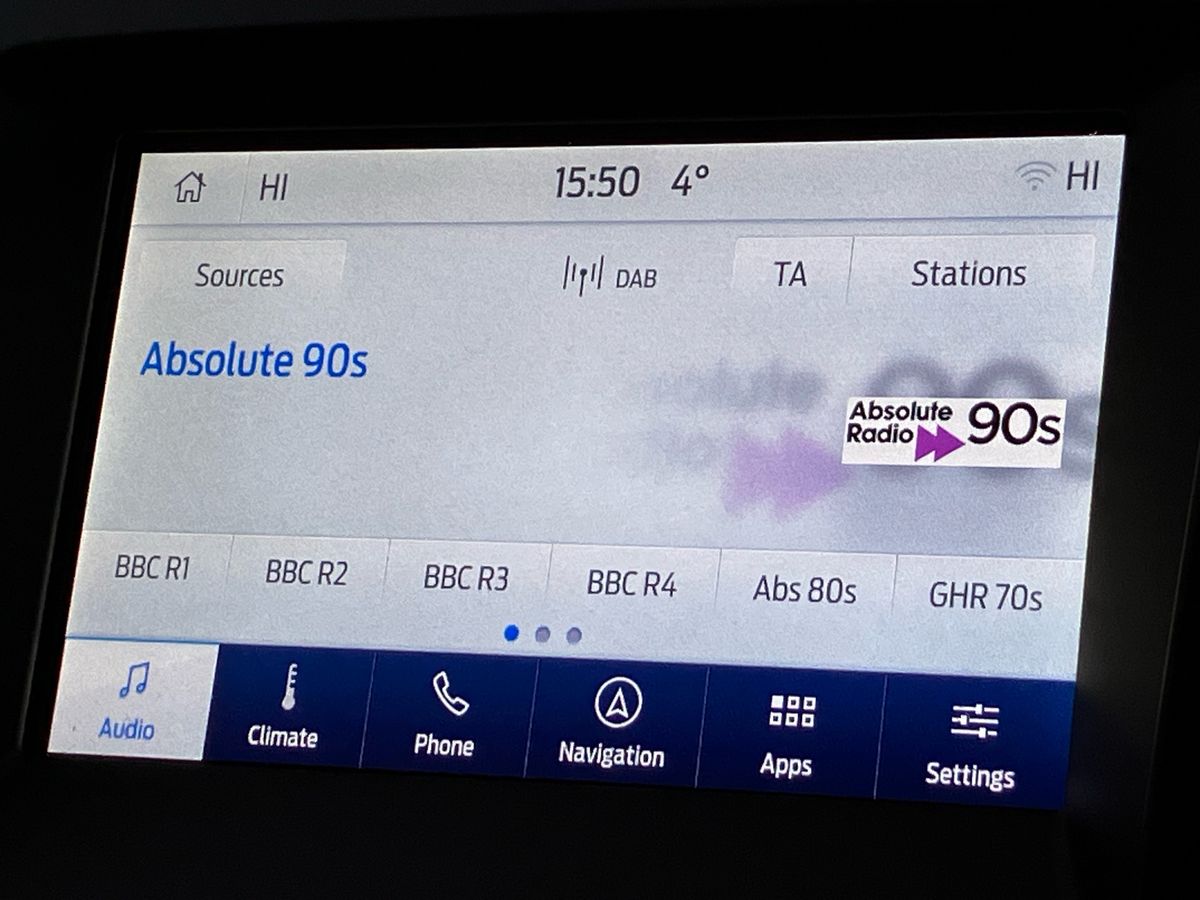 HI 15:50 4° HI
Sources DAB TA Stations
Absolute 90s
Absolute
Radio 90s
BBC R1 BBC R2 BBC R3 BBC R4 Abs 80s GHR 70s
Audio Climate Phone Navigation Apps Settings